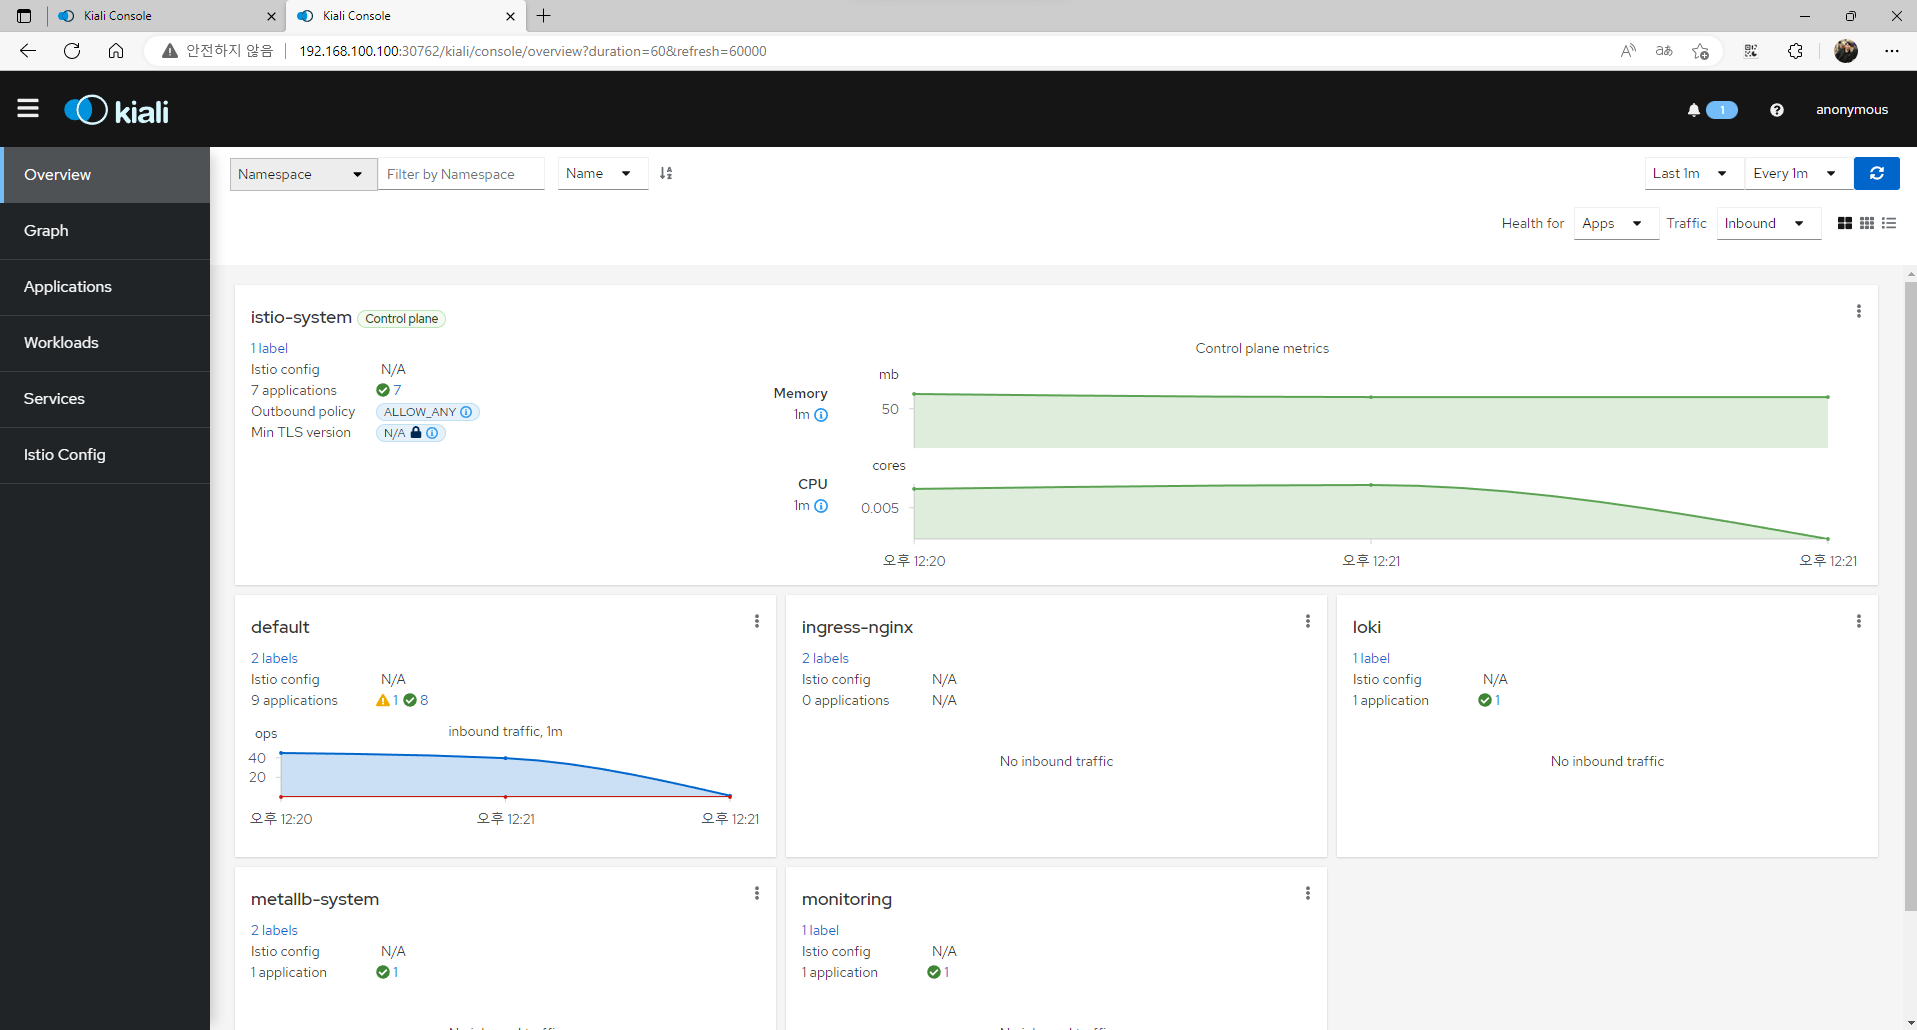 Kiali Console
Kiali Console
안전하지 않음
192.168.100.100:30762/kiali/console/overview?duration=60&refresh=60000
kiali
1
anonymous
Overview
Graph
Applications
Workloads
Services
Istio Config
Namespace
Filter by Namespace
Name
Last 1m
Every 1m
Health for
Apps
Traffic
Inbound
istio-system
Control plane
1 label
Istio config N/A
7 applications 7
Outbound policy ALLOW_ANY
Min TLS version N/A
Control plane metrics
Memory
1m
mb
50
CPU
1m
cores
0.005
오후 12:20
오후 12:21
오후 12:21
default
2 labels
Istio config N/A
9 applications 1 8
inbound traffic, 1m
ops
40
20
오후 12:20
오후 12:21
오후 12:21
ingress-nginx
2 labels
Istio config N/A
0 applications N/A
No inbound traffic
loki
1 label
Istio config N/A
1 application 1
No inbound traffic
metallb-system
2 labels
Istio config N/A
1 application 1
No inbound traffic
monitoring
1 label
Istio config N/A
1 application 1
No inbound traffic